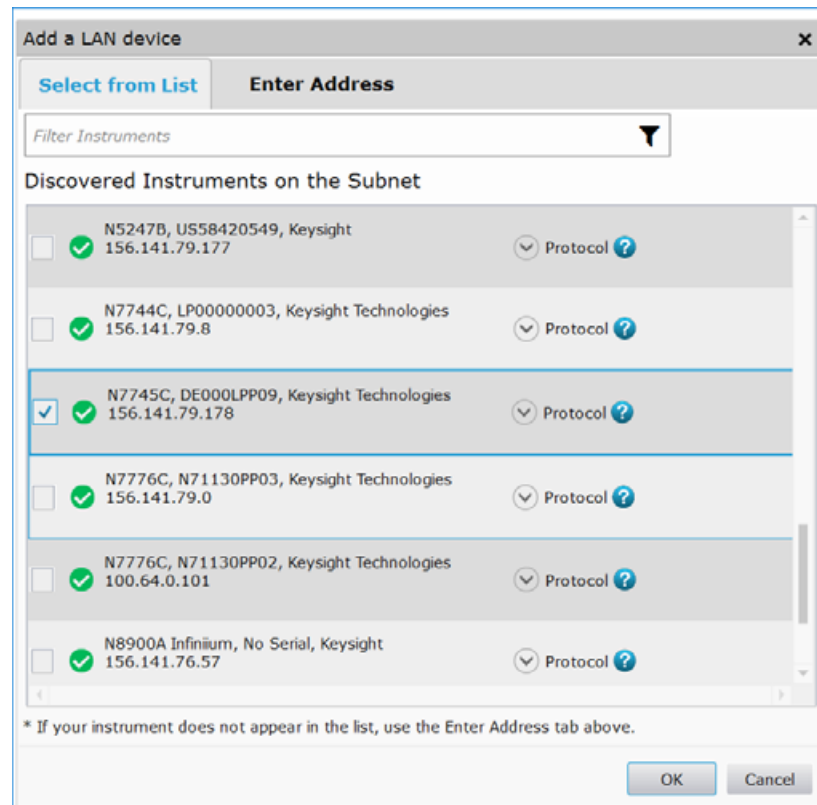 Add a LAN device
Select from List
Enter Address
Filter Instruments
Discovered Instruments on the Subnet
N5247B, US58420549, Keysight
156.141.79.177
Protocol ?
N7744C, LP00000003, Keysight Technologies
156.141.79.8
Protocol ?
N7745C, DE000LPP09, Keysight Technologies
156.141.79.178
Protocol ?
N7776C, N71130PP03, Keysight Technologies
156.141.79.0
Protocol ?
N7776C, N71130PP02, Keysight Technologies
100.64.0.101
Protocol ?
N8900A Infiniium, No Serial, Keysight
156.141.76.57
Protocol ?
* If your instrument does not appear in the list, use the Enter Address tab above.
OK
Cancel